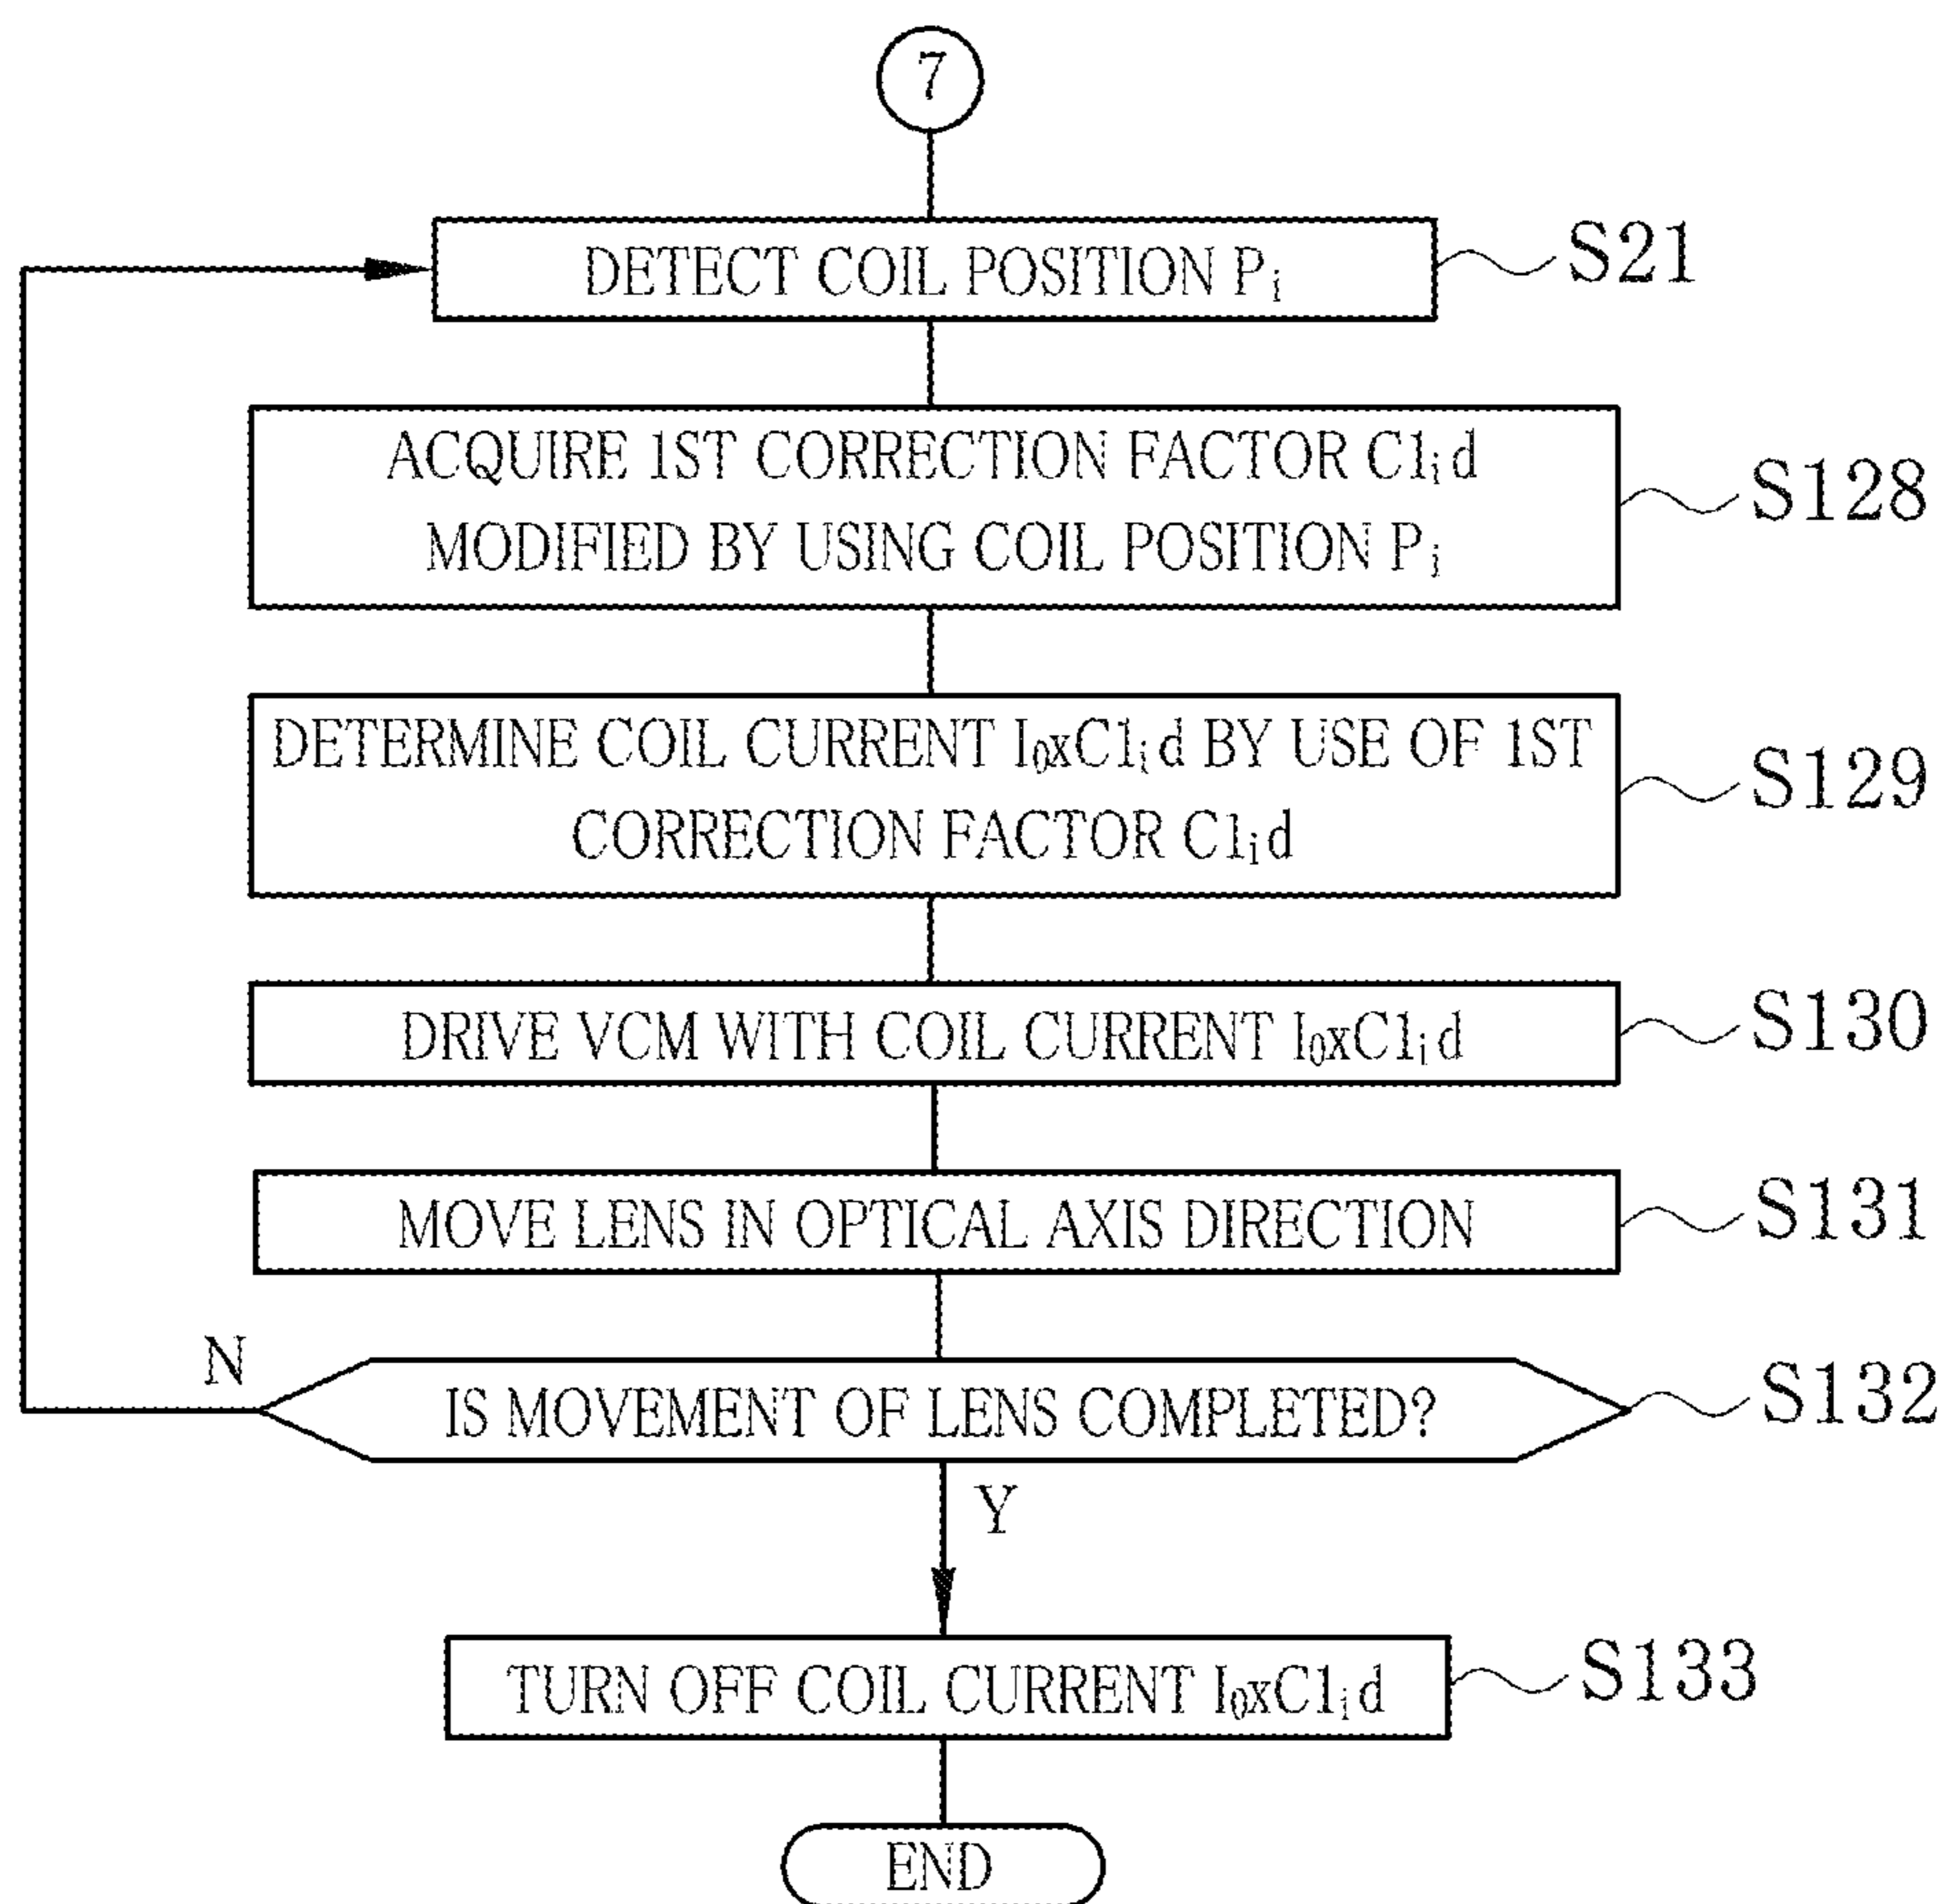 7
DETECT COIL POSITION Pᵢ
S21
ACQUIRE 1ST CORRECTION FACTOR C1ᵢd
MODIFIED BY USING COIL POSITION Pᵢ
S128
DETERMINE COIL CURRENT I₀xC1ᵢd BY USE OF 1ST
CORRECTION FACTOR C1ᵢd
S129
DRIVE VCM WITH COIL CURRENT I₀xC1ᵢd
S130
MOVE LENS IN OPTICAL AXIS DIRECTION
S131
N
IS MOVEMENT OF LENS COMPLETED?
S132
Y
TURN OFF COIL CURRENT I₀xC1ᵢd
S133
END